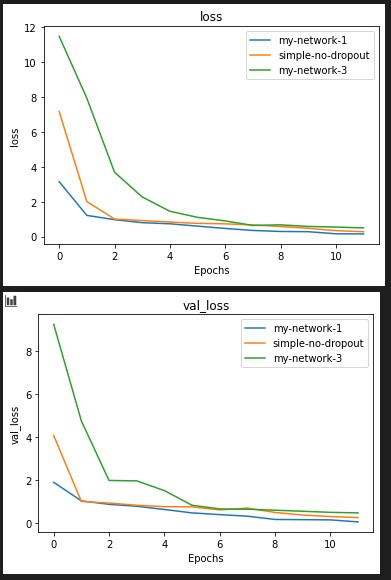 loss
12
10
8
6
4
2
0
loss
my-network-1
simple-no-dropout
my-network-3
0 2 4 6 8 10
Epochs
val_loss
8
6
4
2
0
val_loss
my-network-1
simple-no-dropout
my-network-3
0 2 4 6 8 10
Epochs